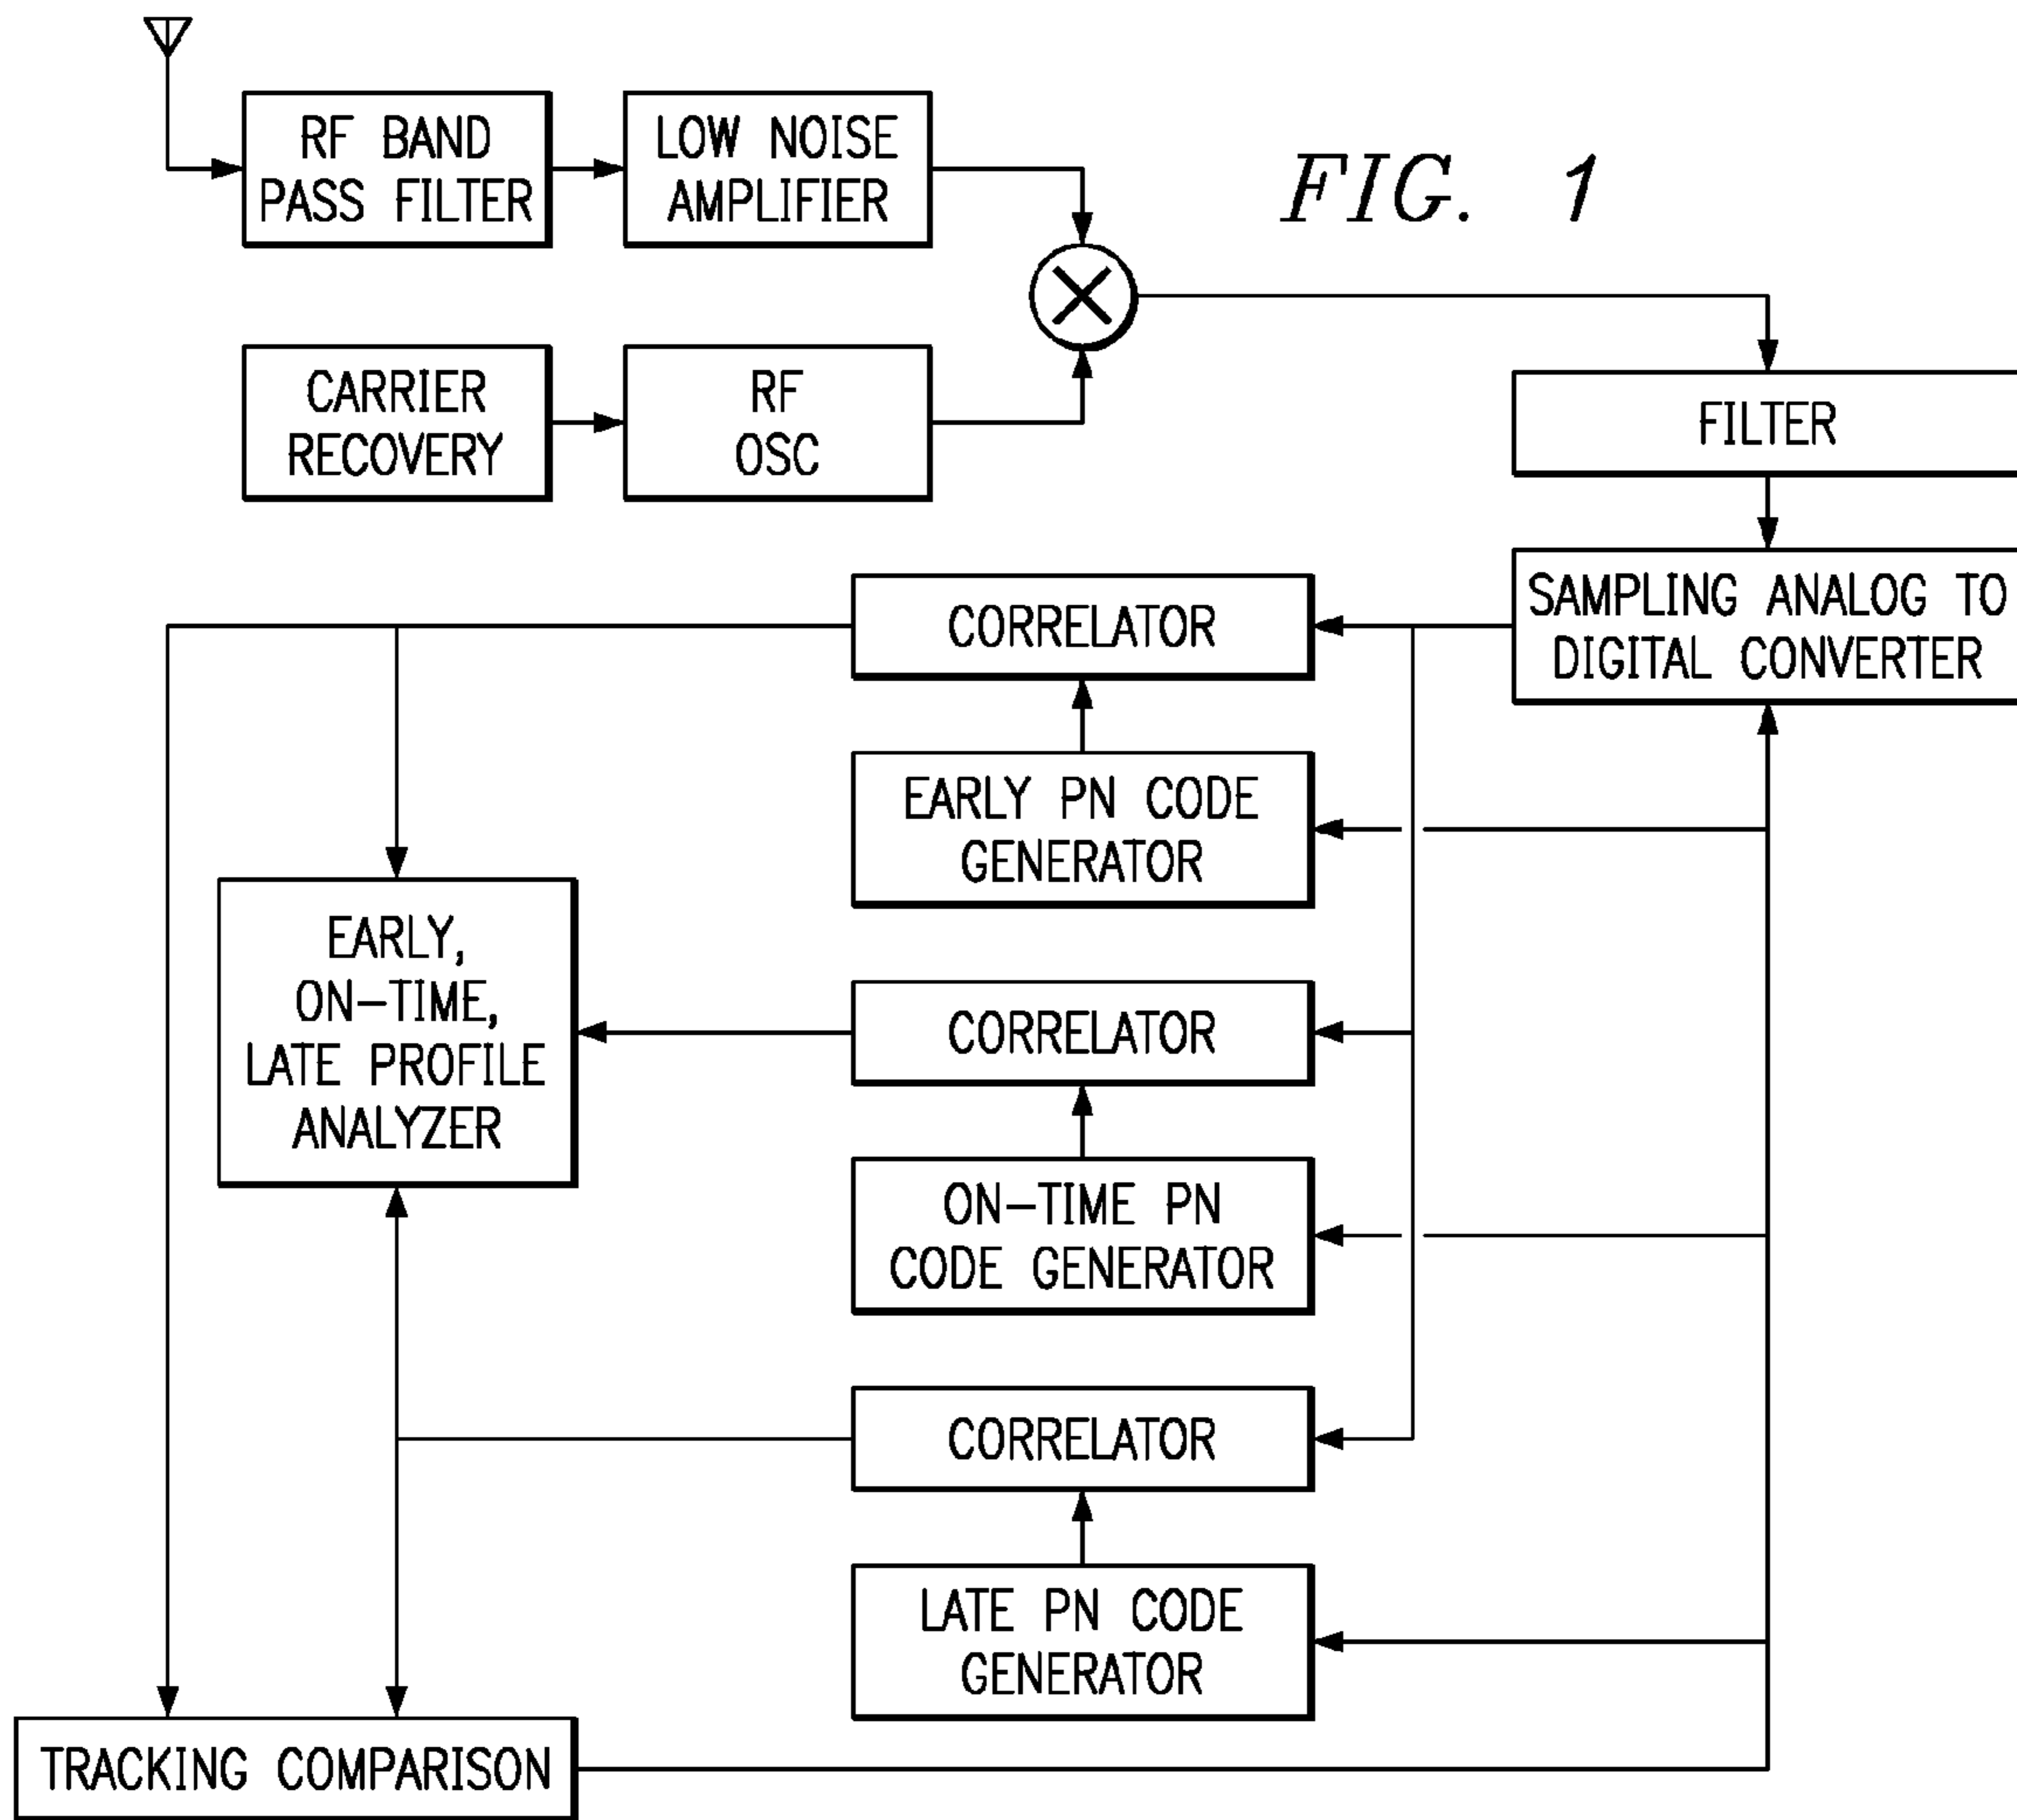 RF BAND
PASS FILTER
LOW NOISE
AMPLIFIER
FIG. 1
CARRIER
RECOVERY
RF
OSC
FILTER
SAMPLING ANALOG TO
DIGITAL CONVERTER
CORRELATOR
EARLY PN CODE
GENERATOR
EARLY,
ON-TIME,
LATE PROFILE
ANALYZER
CORRELATOR
ON-TIME PN
CODE GENERATOR
CORRELATOR
LATE PN CODE
GENERATOR
TRACKING COMPARISON